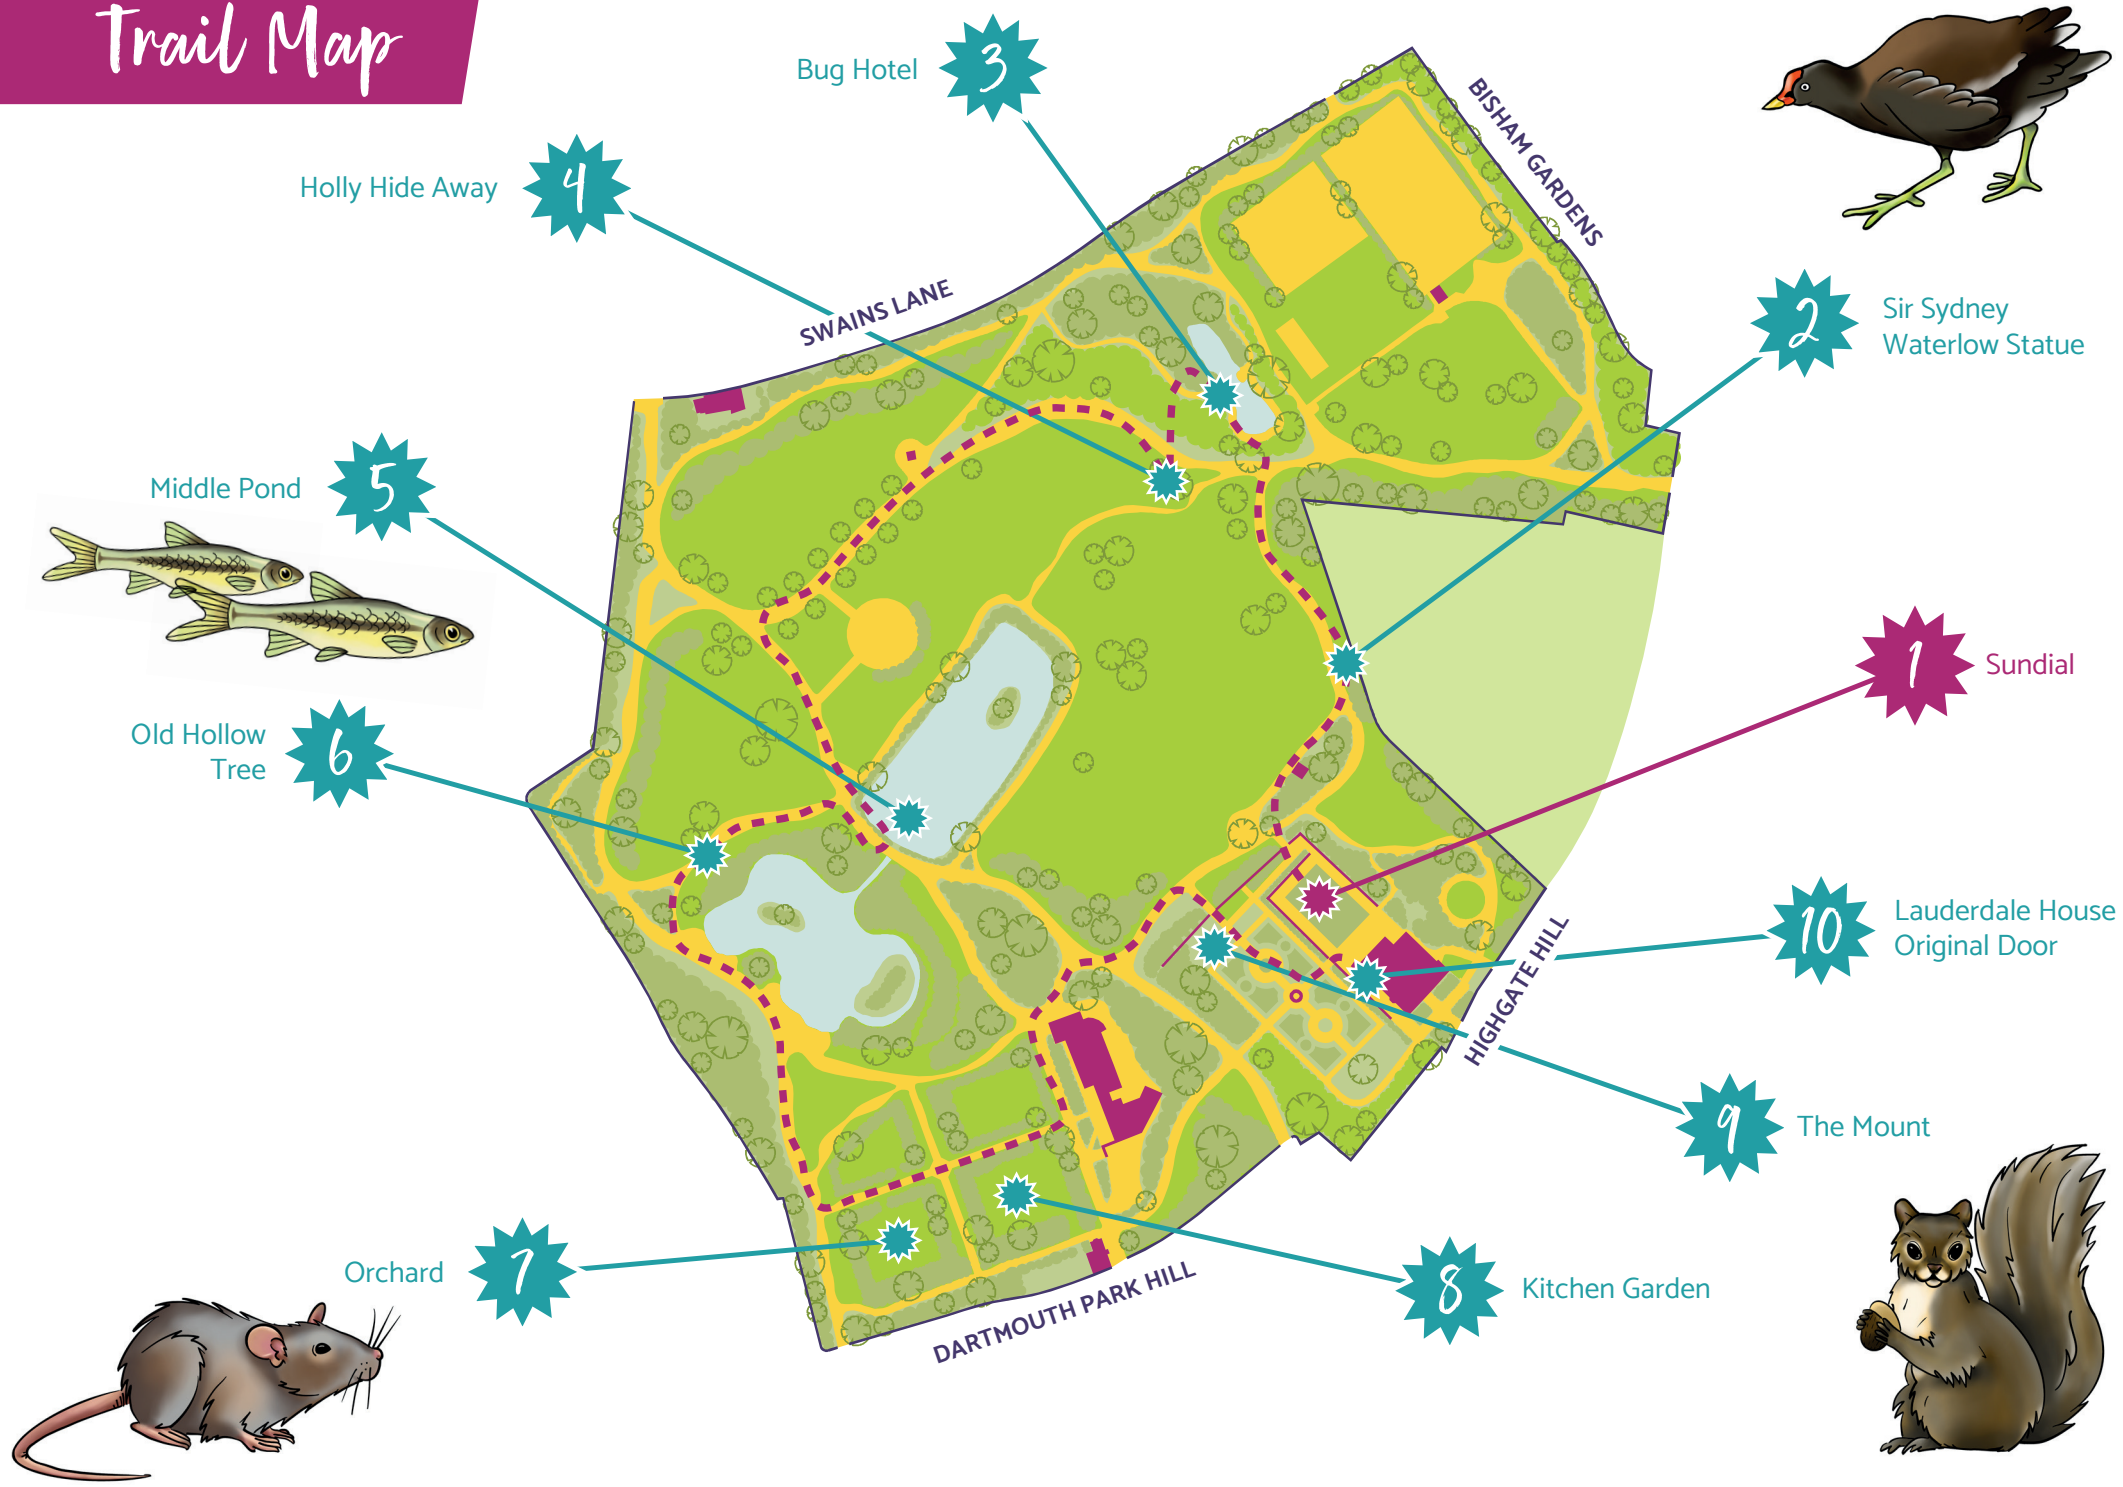 Trail Map
Bug Hotel
3
BISHAM GARDENS
Holly Hide Away
4
SWAINS LANE
2
Sir Sydney
Waterlow Statue
Middle Pond
5
1
Sundial
Old Hollow
Tree
6
10
Lauderdale House
Original Door
HIGHGATE HILL
9
The Mount
Orchard
7
8
Kitchen Garden
DARTMOUTH PARK HILL